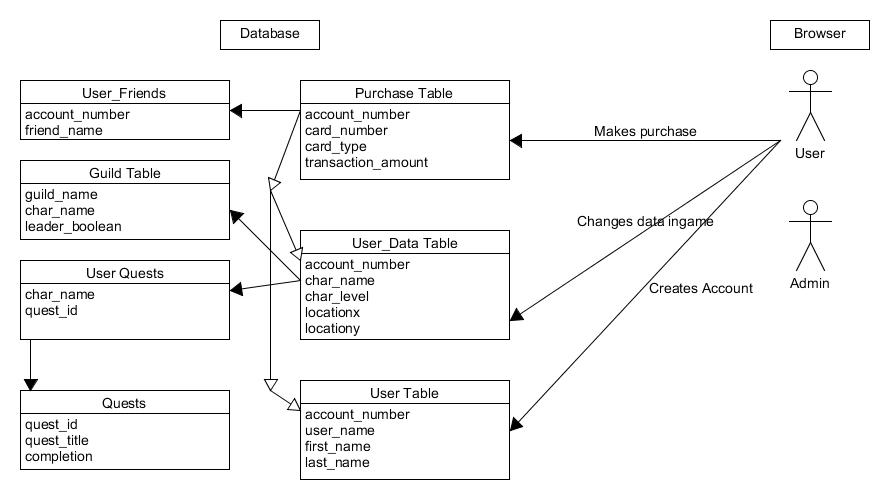 Database
Browser
User_Friends
account_number
friend_name
Purchase Table
account_number
card_number
card_type
transaction_amount
Makes purchase
User
Guild Table
guild_name
char_name
leader_boolean
User_Data Table
account_number
char_name
char_level
locationx
locationy
Changes data ingame
Admin
User Quests
char_name
quest_id
Creates Account
Quests
quest_id
quest_title
completion
User Table
account_number
user_name
first_name
last_name